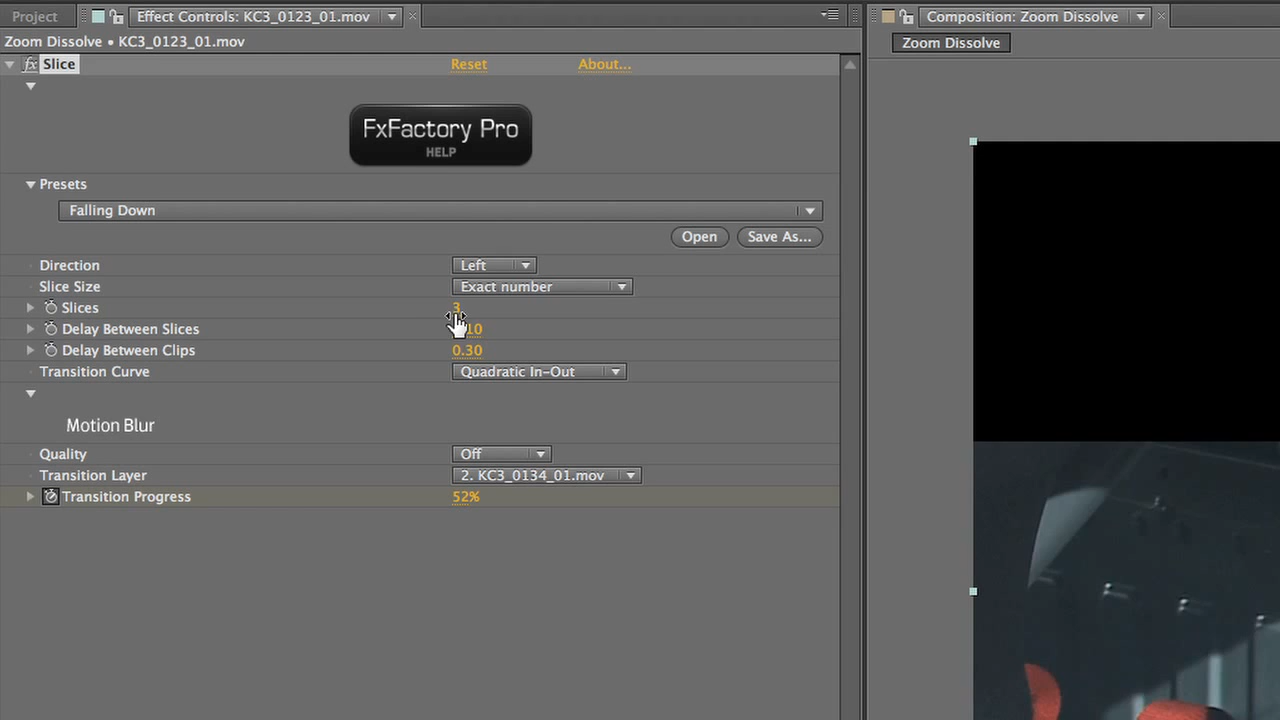 Project
Effect Controls: KC3_0123_01.mov
Composition: Zoom Dissolve
Zoom Dissolve • KC3_0123_01.mov
Zoom Dissolve
fx Slice Reset About...
FxFactory Pro
HELP
Presets
Falling Down
Open Save As...
Direction Left
Slice Size Exact number
Slices 3
Delay Between Slices 10
Delay Between Clips 0.30
Transition Curve Quadratic In-Out
Motion Blur
Quality Off
Transition Layer 2. KC3_0134_01.mov
Transition Progress 52%